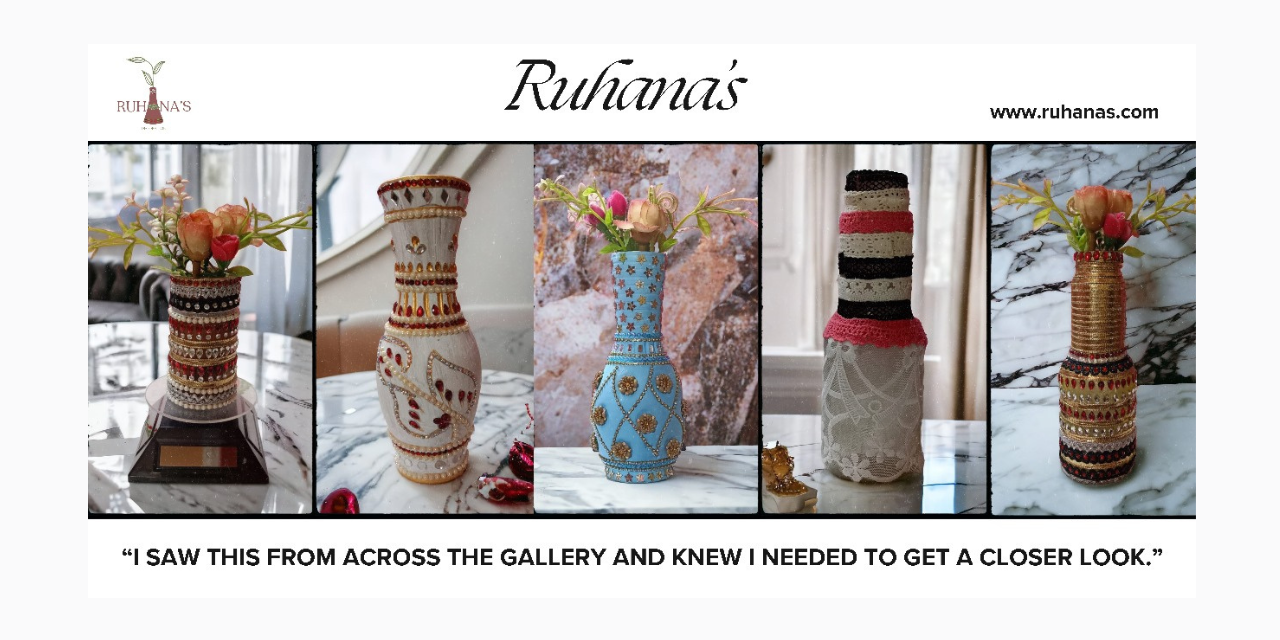 RUHANA'S
Ruhana's
www.ruhanas.com
“I SAW THIS FROM ACROSS THE GALLERY AND KNEW I NEEDED TO GET A CLOSER LOOK.”